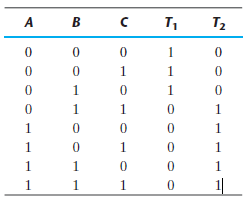 A B C T1 T2
0 0 0 1 0
0 0 1 1 0
0 1 0 1 0
0 1 1 0 1
1 0 0 0 1
1 0 1 0 1
1 1 0 0 1
1 1 1 0 1